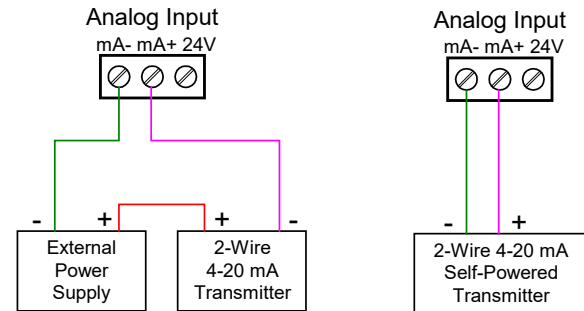 Analog Input
mA- mA+ 24V
- + + -
External
Power
Supply
2-Wire
4-20 mA
Transmitter
Analog Input
mA- mA+ 24V
- +
2-Wire 4-20 mA
Self-Powered
Transmitter